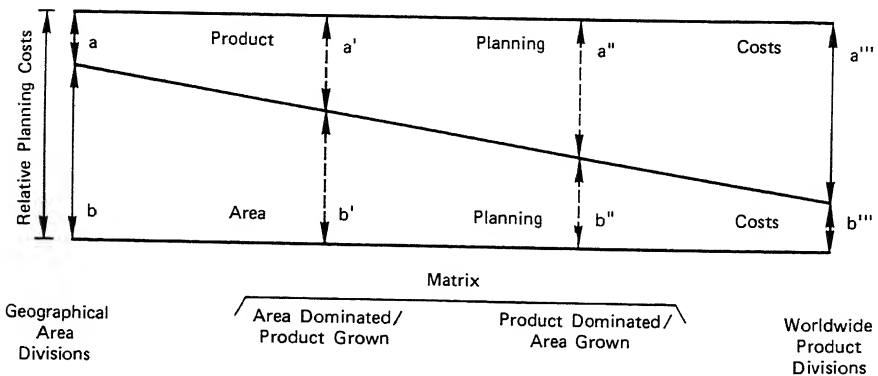 Relative Planning Costs
a Product a' Planning a" Costs a'''
b Area b' Planning b" Costs b'''
Matrix
Geographical
Area
Divisions
Area Dominated/
Product Grown
Product Dominated/
Area Grown
Worldwide
Product
Divisions